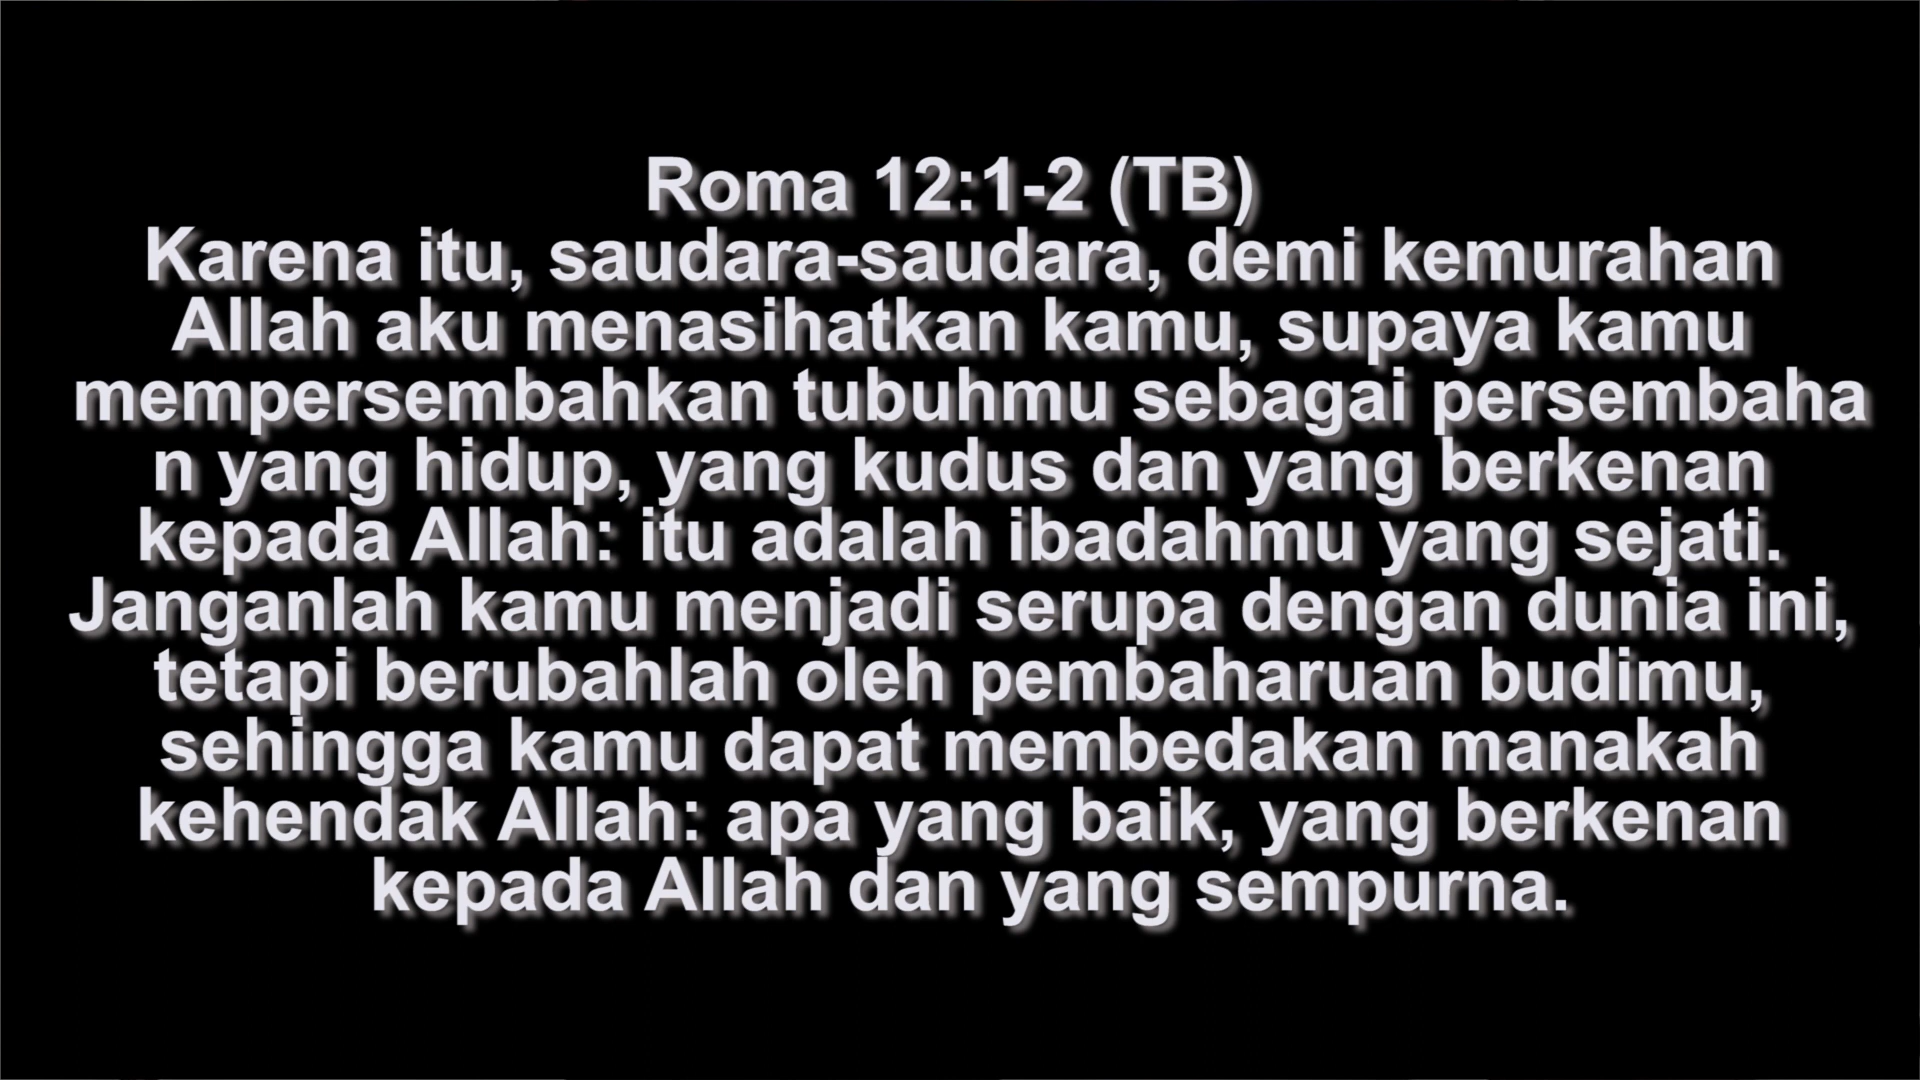 Roma 12:1-2 (TB)
Karena itu, saudara-saudara, demi kemurahan
Allah aku menasihatkan kamu, supaya kamu
mempersembahkan tubuhmu sebagai persembaha
n yang hidup, yang kudus dan yang berkenan
kepada Allah: itu adalah ibadahmu yang sejati.
Janganlah kamu menjadi serupa dengan dunia ini,
tetapi berubahlah oleh pembaharuan budimu,
sehingga kamu dapat membedakan manakah
kehendak Allah: apa yang baik, yang berkenan
kepada Allah dan yang sempurna.